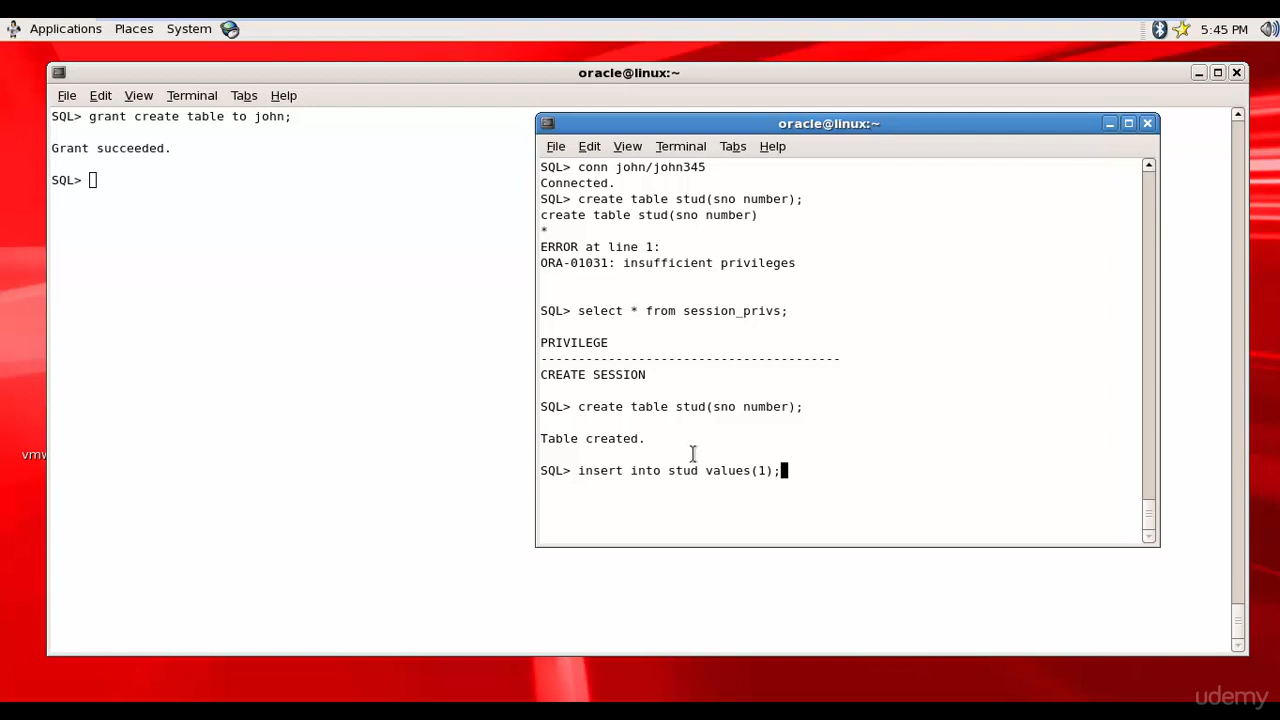 Applications Places System 5:45 PM
oracle@linux:~
File Edit View Terminal Tabs Help
SQL> grant create table to john;
Grant succeeded.
SQL>
oracle@linux:~
File Edit View Terminal Tabs Help
SQL> conn john/john345
Connected.
SQL> create table stud(sno number);
create table stud(sno number)
*
ERROR at line 1:
ORA-01031: insufficient privileges
SQL> select * from session_privs;
PRIVILEGE
----------------------------------------
CREATE SESSION
SQL> create table stud(sno number);
Table created.
SQL> insert into stud values(1);
vmw
udemy